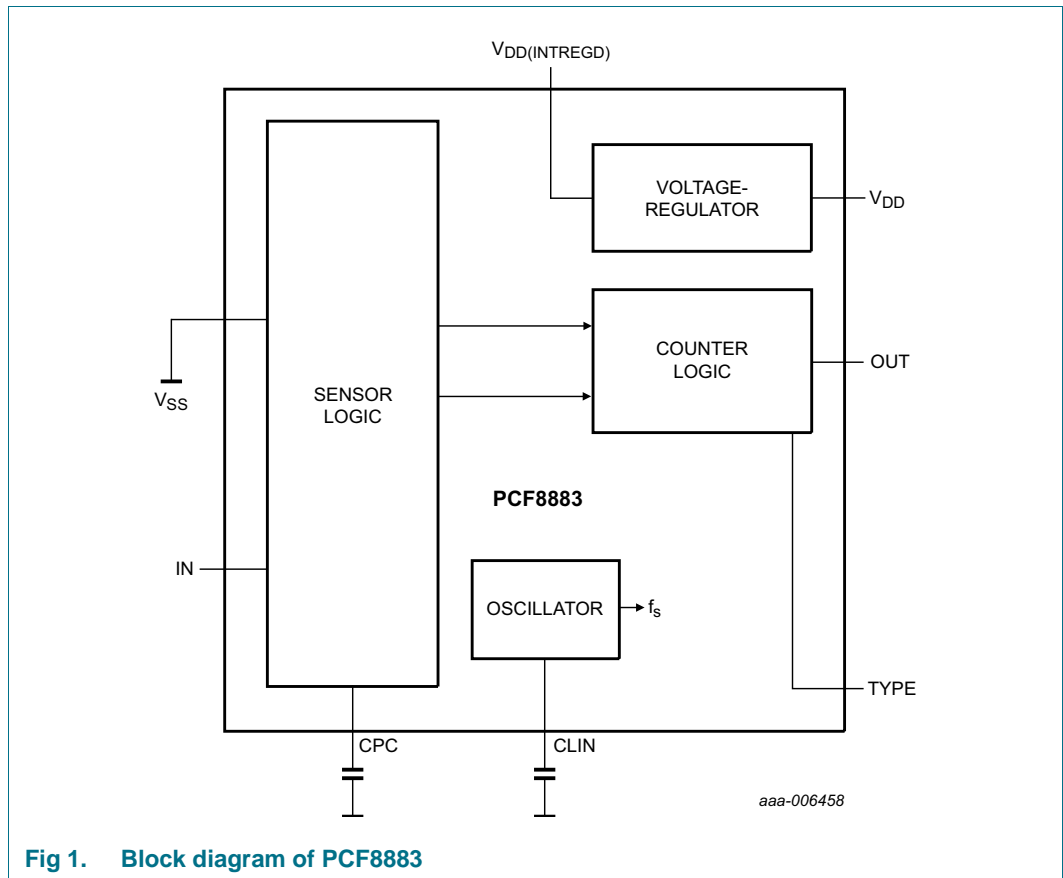 VDD(INTREGD)
VOLTAGE-
REGULATOR
VDD
COUNTER
LOGIC
OUT
SENSOR
LOGIC
VSS
PCF8883
IN
OSCILLATOR
fs
TYPE
CPC
CLIN
aaa-006458
Fig 1. Block diagram of PCF8883